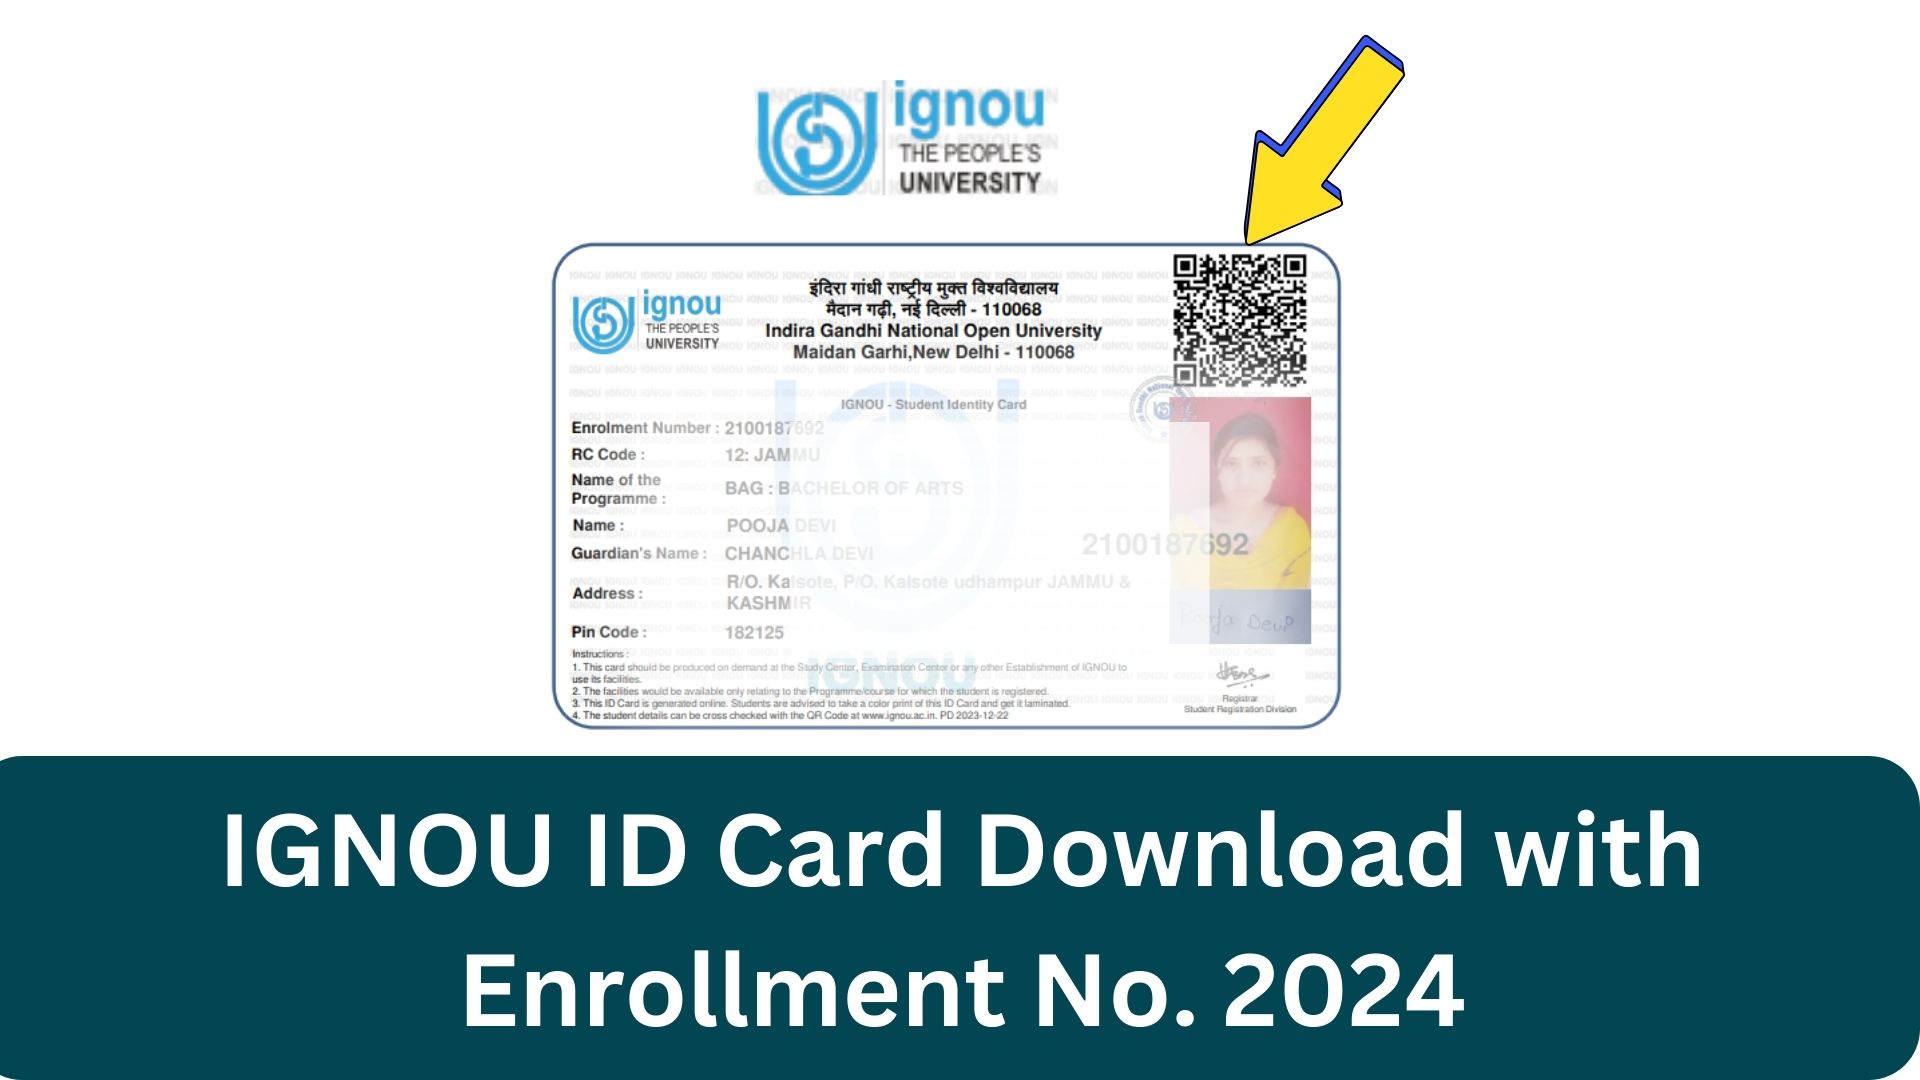 ignou
THE PEOPLE'S
UNIVERSITY
ignou
THE PEOPLE'S
UNIVERSITY
इंदिरा गांधी राष्ट्रीय मुक्त विश्वविद्यालय
मैदान गढ़ी, नई दिल्ली - 110068
Indira Gandhi National Open University
Maidan Garhi,New Delhi - 110068
IGNOU - Student Identity Card
Enrolment Number : 2100187692
RC Code : 12: JAMMU
Name of the
Programme : BAG : BACHELOR OF ARTS
Name : POOJA DEVI
Guardian's Name : CHANCHLA DEVI
2100187692
Address : R/O. Kalsote, P/O. Kalsote udhampur JAMMU &
KASHMIR
Pooja Devi
Pin Code : 182125
IGNOU
Instructions :
1. This card should be produced on demand at the Study Center, Examination Center or any other Establishment of IGNOU to
use its facilities.
2. The facilities would be available only relating to the Programme/course for which the student is registered.
3. This ID Card is generated online. Students are advised to take a color print of this ID Card and get it laminated.
4. The student details can be cross checked with the QR Code at www.ignou.ac.in. PD 2023-12-22
Registrar
Student Registration Division
IGNOU ID Card Download with
Enrollment No. 2024